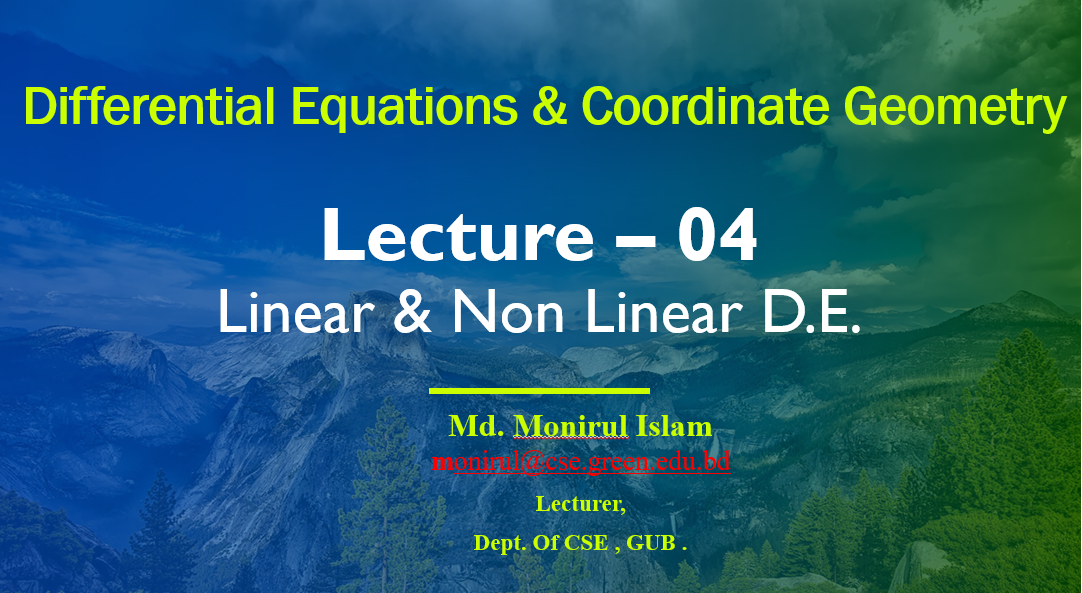 Differential Equations & Coordinate Geometry
Lecture – 04
Linear & Non Linear D.E.
Md. Monirul Islam
monirul@cse.green.edu.bd
Lecturer,
Dept. Of CSE , GUB .